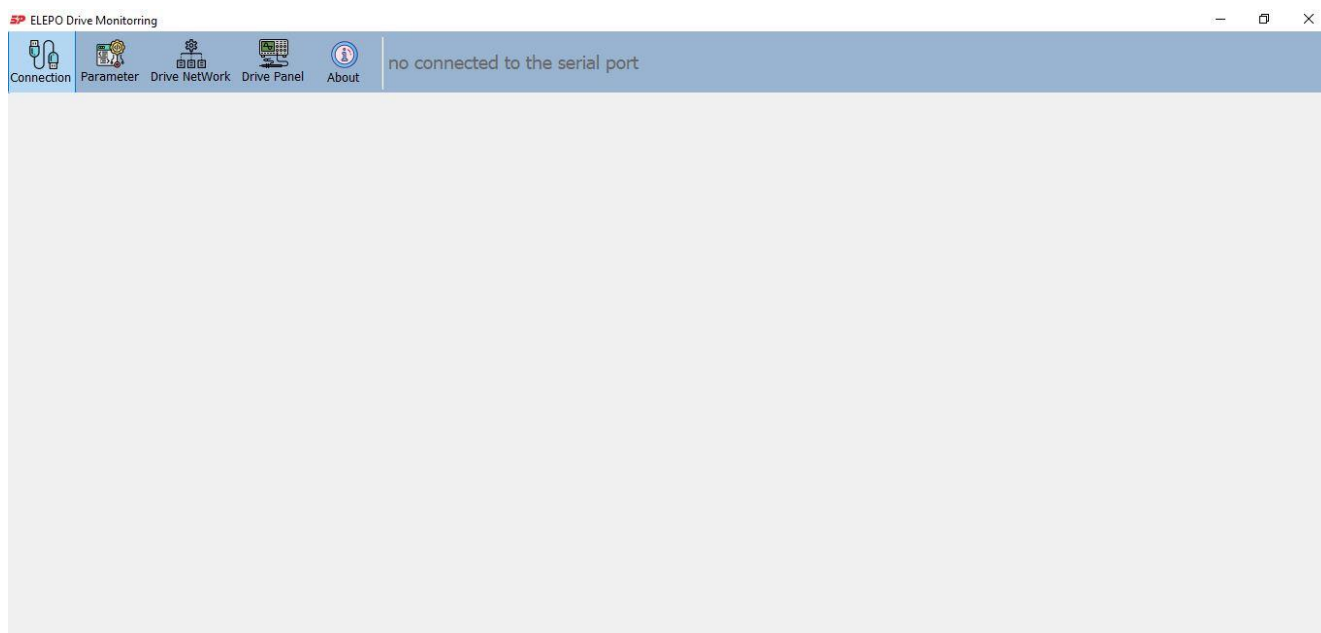 SP ELEPO Drive Monitorring
Connection Parameter Drive NetWork Drive Panel About
no connected to the serial port